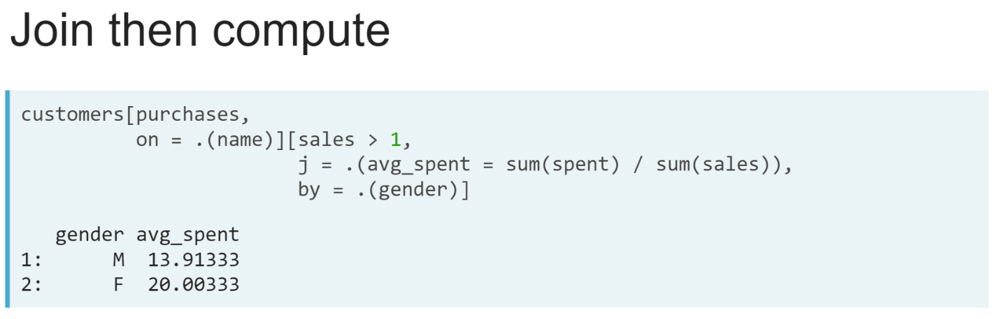 Join then compute
customers[purchases,
          on = .(name)][sales > 1,
                        j = .(avg_spent = sum(spent) / sum(sales)),
                        by = .(gender)]
   gender avg_spent
1:      M  13.91333
2:      F  20.00333